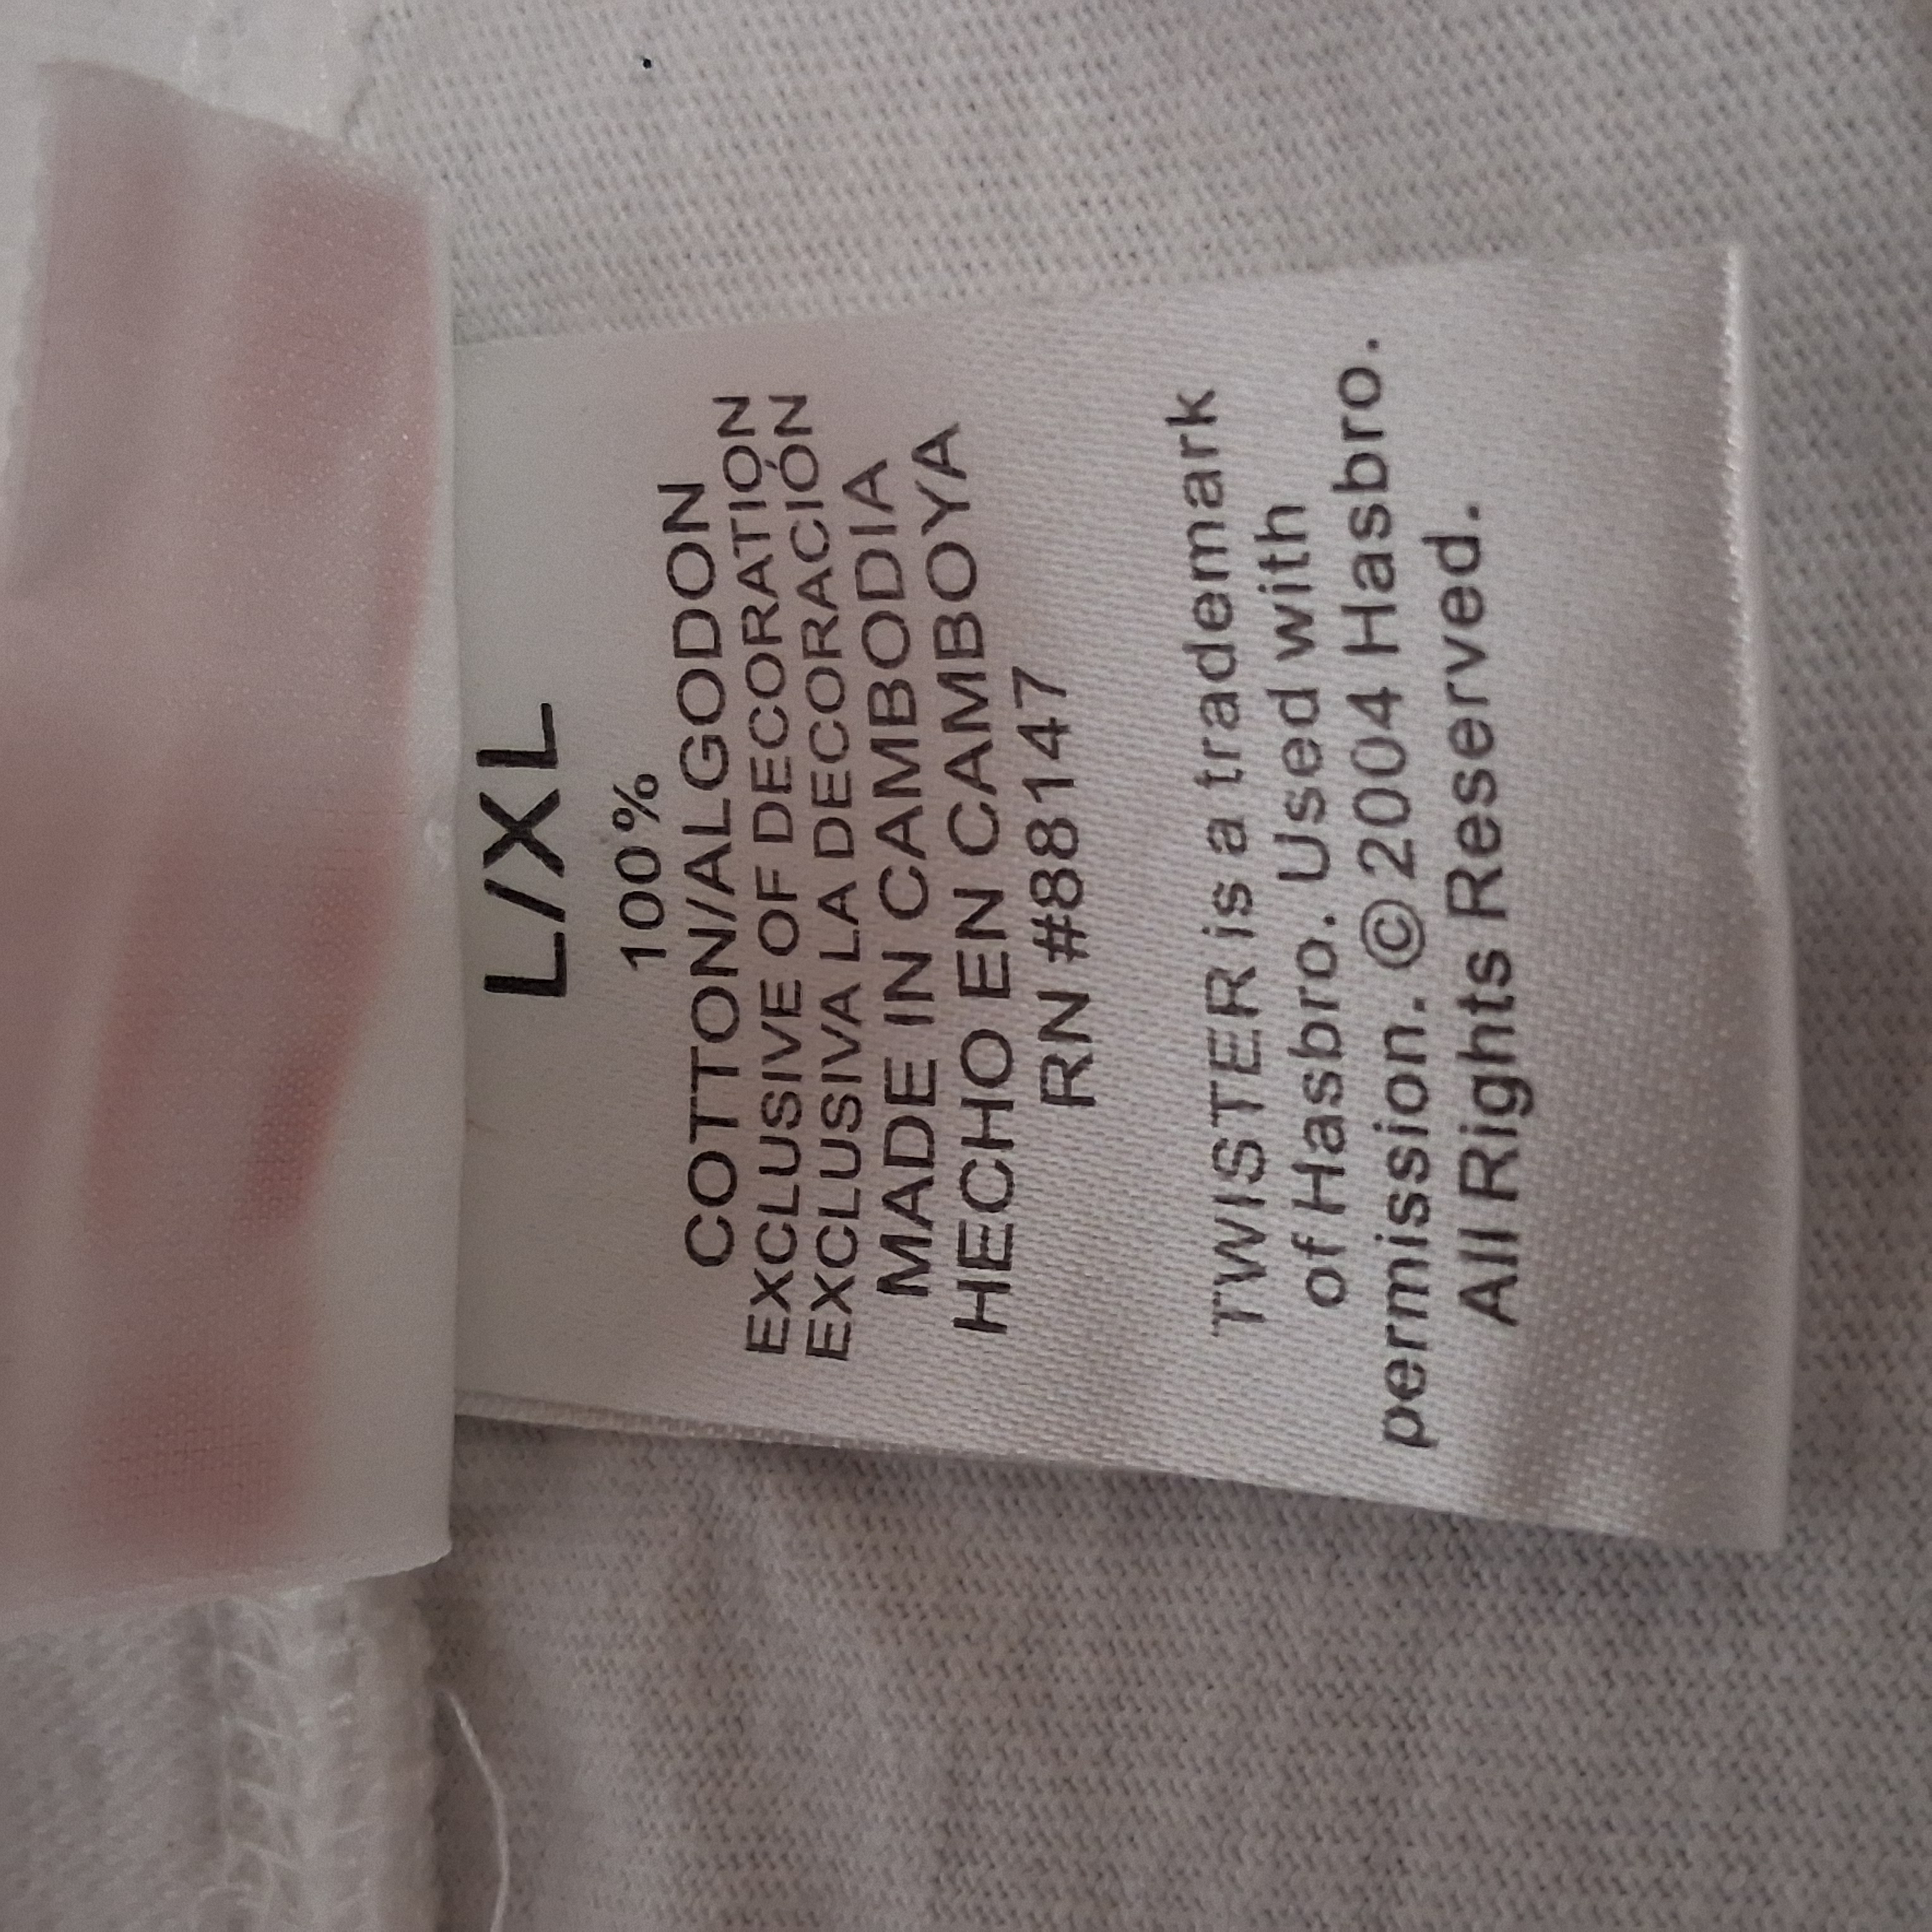 L/XL
100%
COTTON/ALGODON
EXCLUSIVE OF DECORATION
EXCLUSIVA LA DECORACIÓN
MADE IN CAMBODIA
HECHO EN CAMBOYA
RN #88147
TWISTER is a trademark
of Hasbro. Used with
permission. © 2004 Hasbro.
All Rights Reserved.